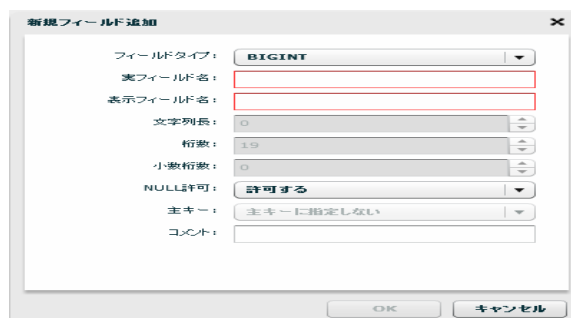 新規フィールド追加
フィールドタイプ: BIGINT
実フィールド名:
表示フィールド名:
文字列長: 0
桁数: 19
小数桁数: 0
NULL許可: 許可する
主キー: 主キーに指定しない
コメント:
OK キャンセル